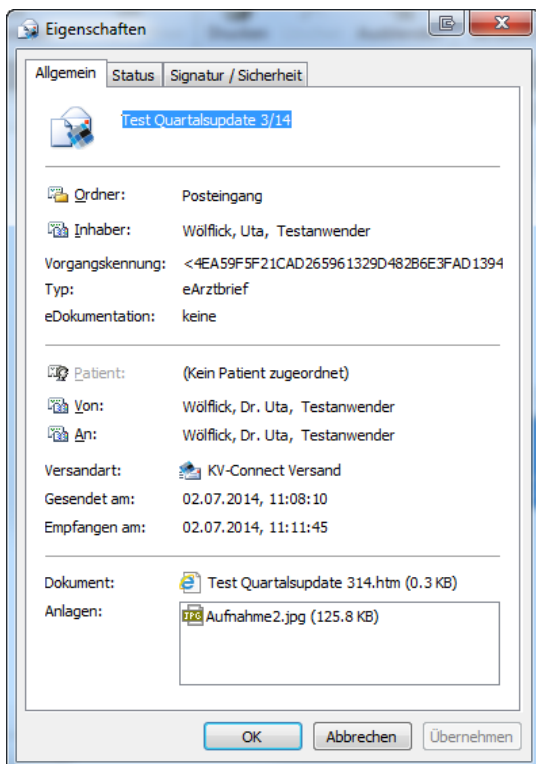 Eigenschaften
Allgemein Status Signatur / Sicherheit
Test Quartalsupdate 3/14
Ordner: Posteingang
Inhaber: Wölflick, Uta, Testanwender
Vorgangskennung: <4EA59F5F21CAD265961329D482B6E3FAD1394
Typ: eArztbrief
eDokumentation: keine
Patient: (Kein Patient zugeordnet)
Von: Wölflick, Dr. Uta, Testanwender
An: Wölflick, Dr. Uta, Testanwender
Versandart: KV-Connect Versand
Gesendet am: 02.07.2014, 11:08:10
Empfangen am: 02.07.2014, 11:11:45
Dokument: Test Quartalsupdate 314.htm (0.3 KB)
Anlagen: Aufnahme2.jpg (125.8 KB)
OK Abbrechen Übernehmen